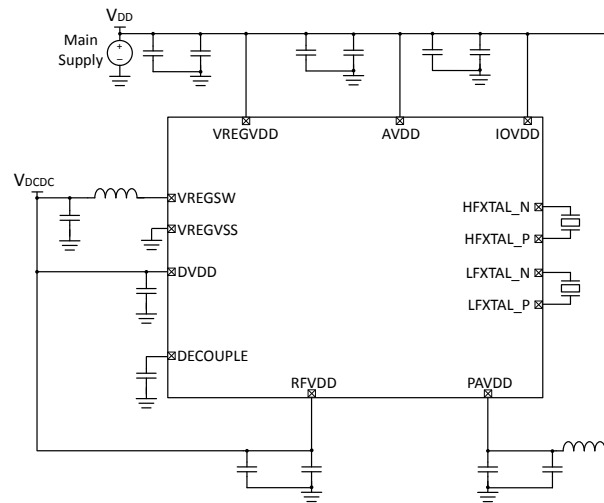 VDD
Main
Supply
+
−
VREGVDD
AVDD
IOVDD
VDCDC
VREGSW
HFXTAL_N
VREGVSS
HFXTAL_P
DVDD
LFXTAL_N
LFXTAL_P
DECOUPLE
RFVDD
PAVDD